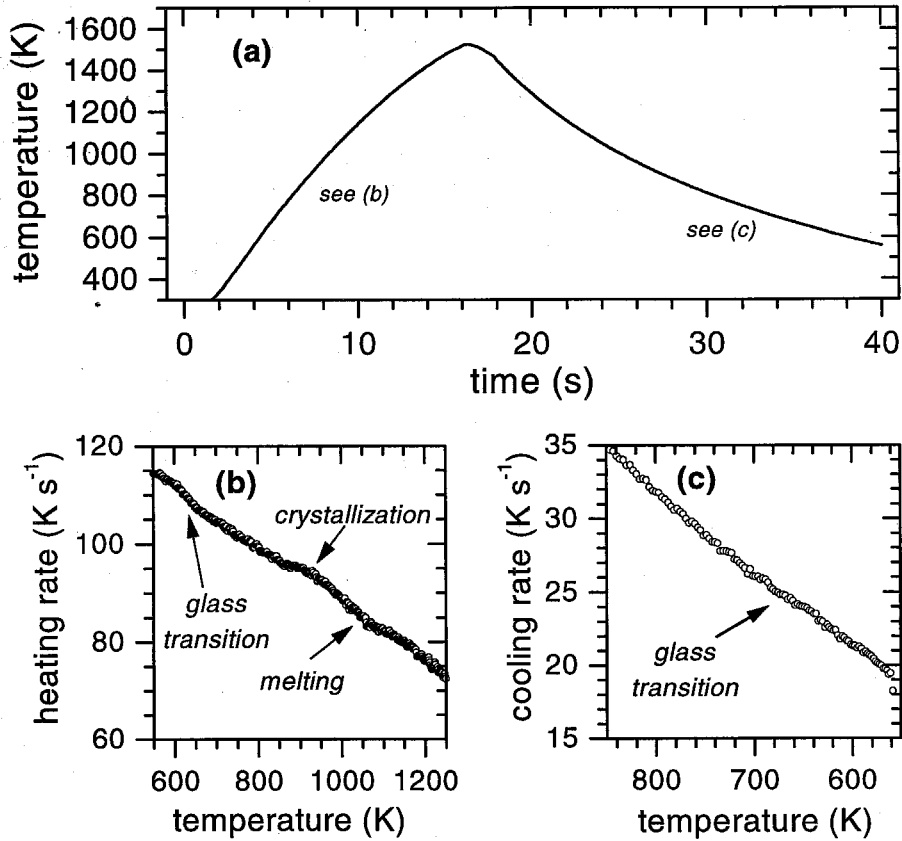 (a)
temperature (K)
1600
1400
1200
1000
800
600
400
see (b)
see (c)
0 10 20 30 40
time (s)
(b)
heating rate (K s⁻¹)
120
100
80
60
crystallization
glass
transition
melting
600 800 1000 1200
temperature (K)
(c)
cooling rate (K s⁻¹)
35
30
25
20
15
glass
transition
800 700 600
temperature (K)